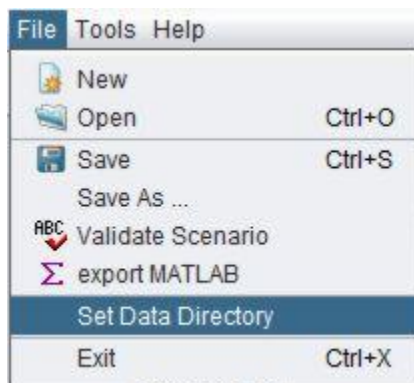 File Tools Help
New
Open Ctrl+O
Save Ctrl+S
Save As ...
ABC Validate Scenario
Σ export MATLAB
Set Data Directory
Exit Ctrl+X